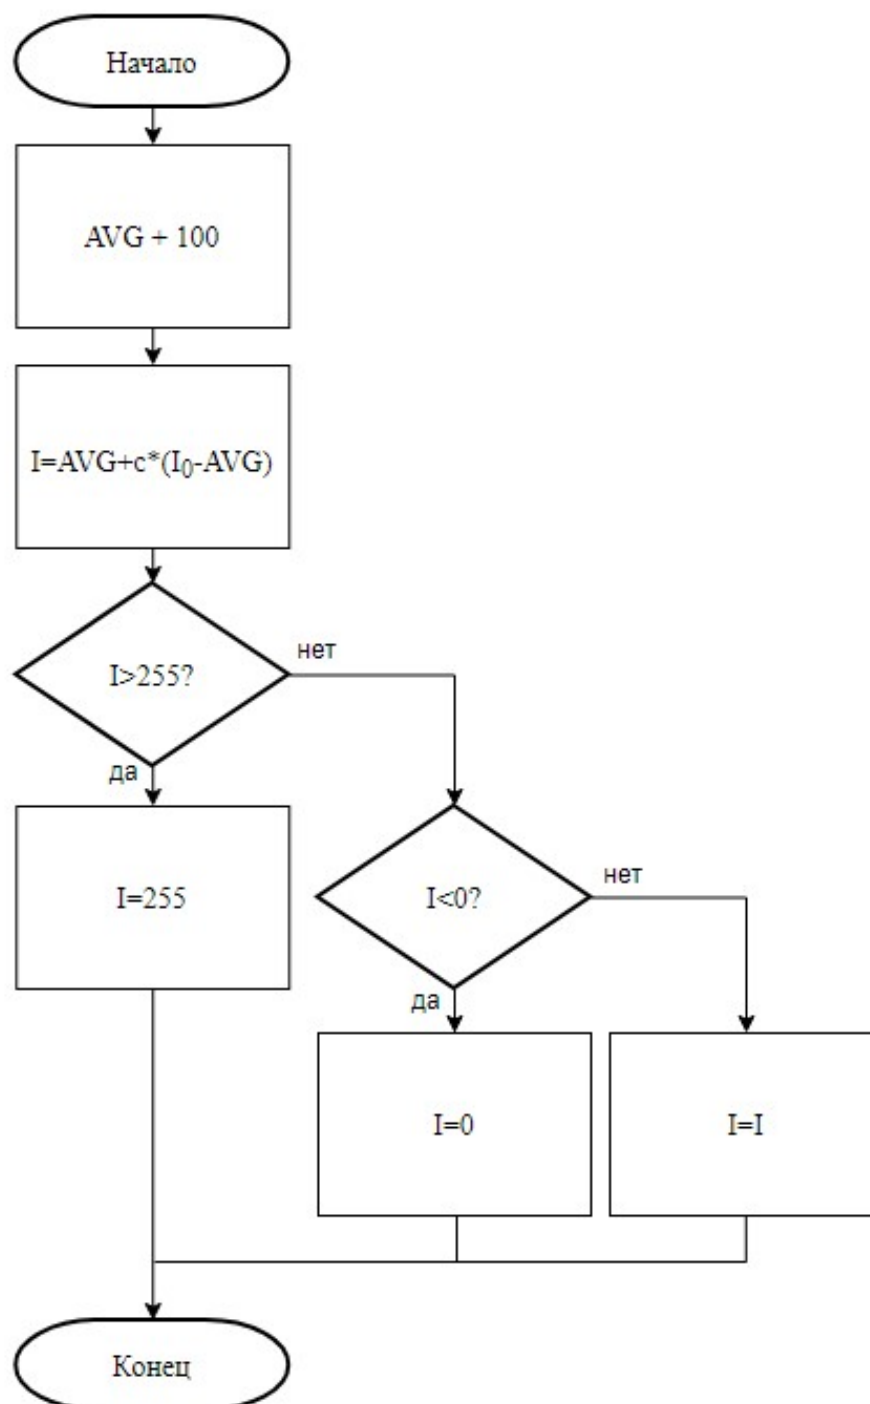 Начало
AVG + 100
I=AVG+c*(I₀-AVG)
I>255?
нет
да
I=255
I<0?
нет
да
I=0
I=I
Конец